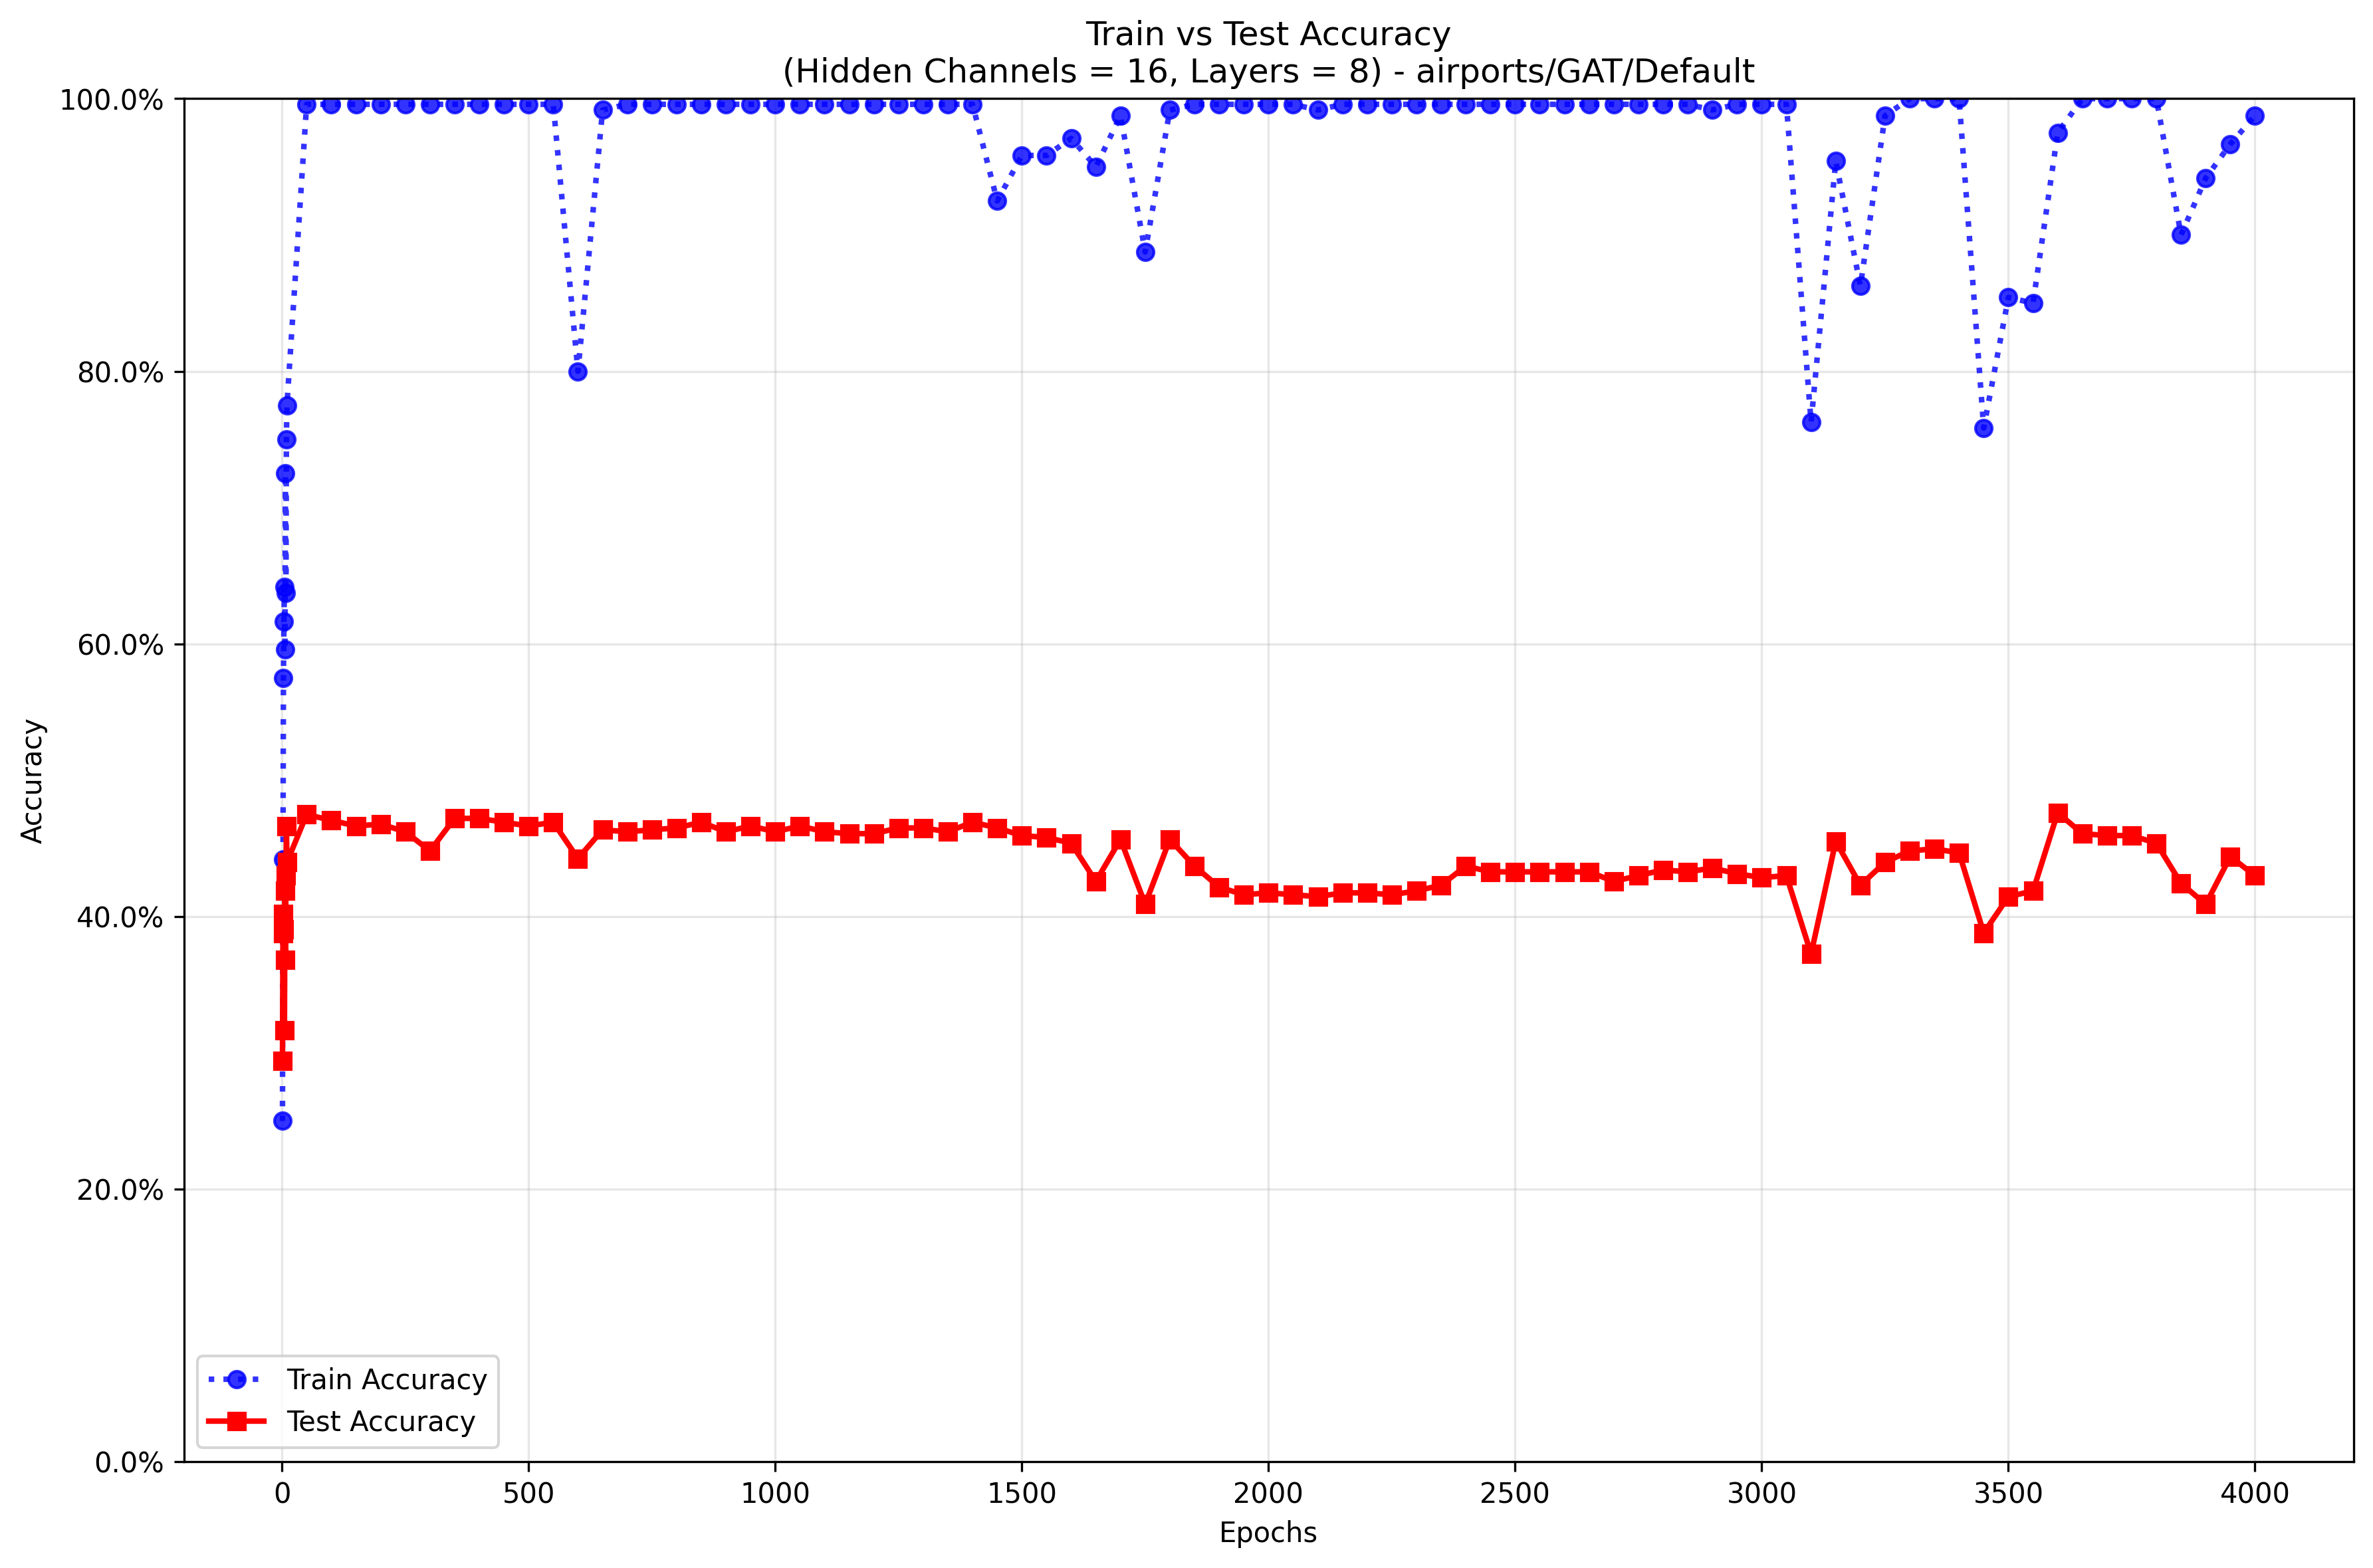 Train vs Test Accuracy
(Hidden Channels = 16, Layers = 8) - airports/GAT/Default
100.0%
80.0%
60.0%
40.0%
20.0%
0.0%
Accuracy
Train Accuracy
Test Accuracy
0 500 1000 1500 2000 2500 3000 3500 4000
Epochs